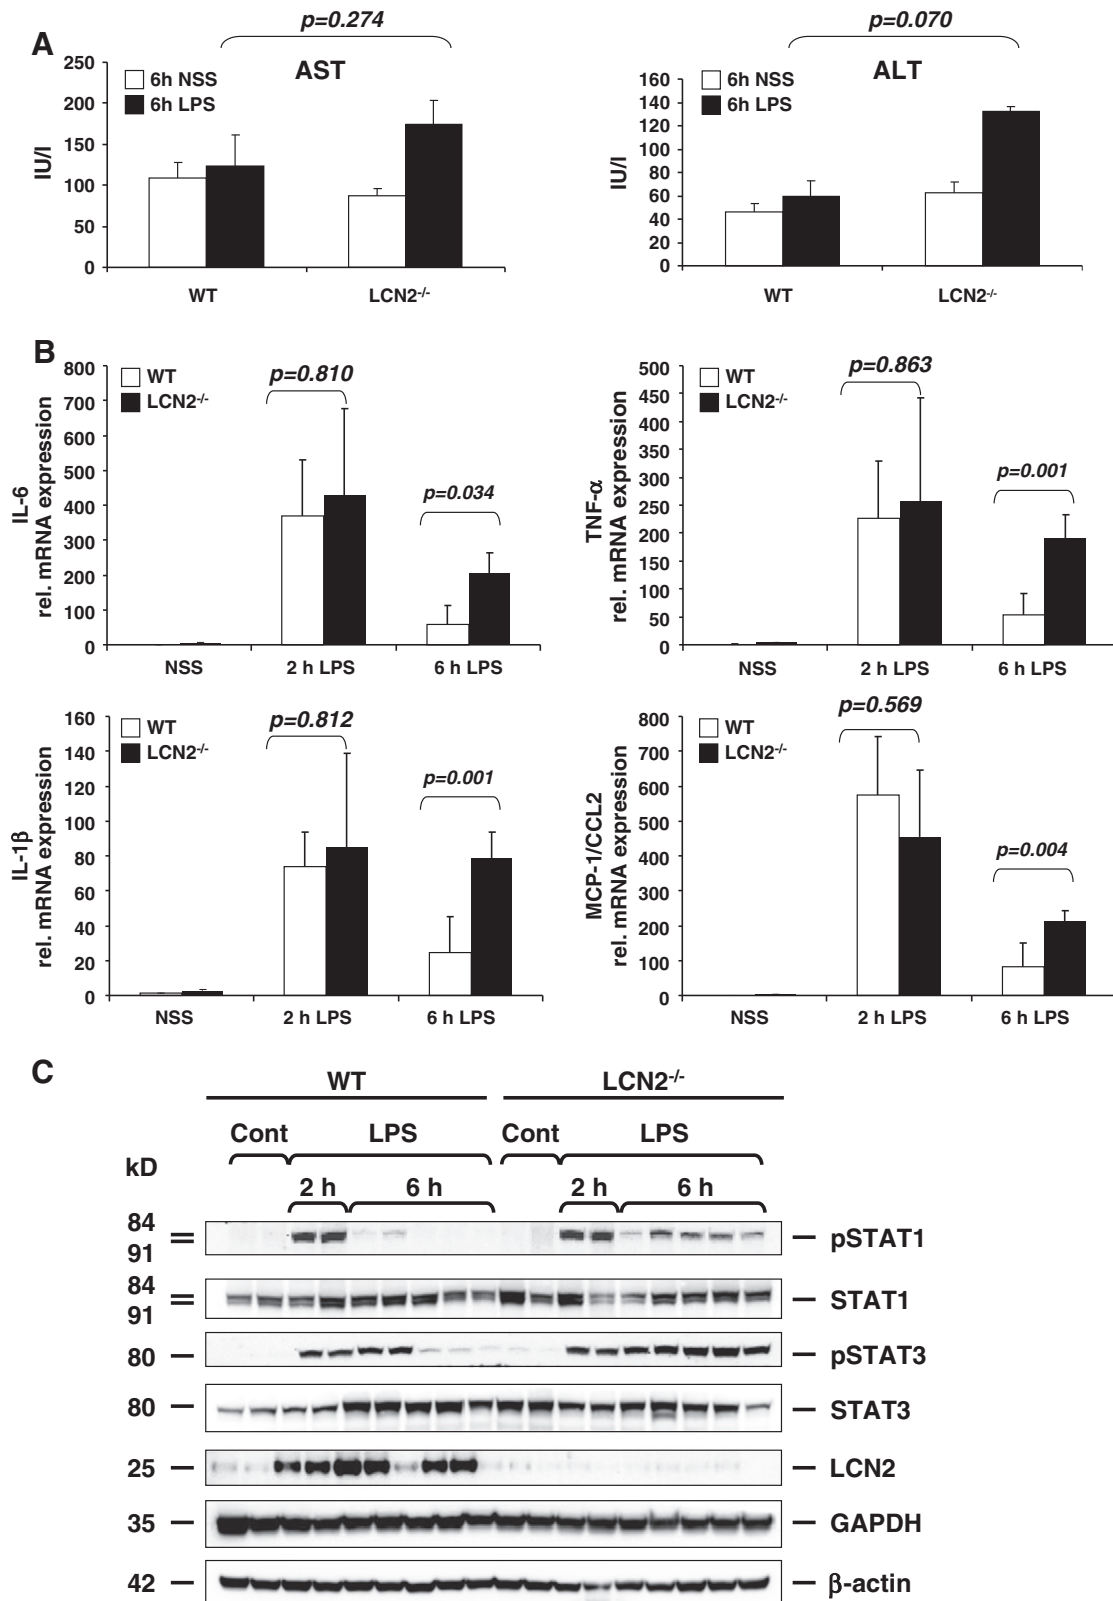 A
p=0.274
AST
6h NSS
6h LPS
IU/l
250
200
150
100
50
0
WT
LCN2-/-
p=0.070
ALT
6h NSS
6h LPS
IU/l
160
140
120
100
80
60
40
20
0
WT
LCN2-/-
B
WT
LCN2-/-
p=0.810
p=0.034
IL-6
rel. mRNA expression
800
700
600
500
400
300
200
100
0
NSS
2 h LPS
6 h LPS
WT
LCN2-/-
p=0.863
p=0.001
TNF-α
rel. mRNA expression
500
450
400
350
300
250
200
150
100
50
0
NSS
2 h LPS
6 h LPS
WT
LCN2-/-
p=0.812
p=0.001
IL-1β
rel. mRNA expression
160
140
120
100
80
60
40
20
0
NSS
2 h LPS
6 h LPS
WT
LCN2-/-
p=0.569
p=0.004
MCP-1/CCL2
rel. mRNA expression
800
700
600
500
400
300
200
100
0
NSS
2 h LPS
6 h LPS
C
WT
LCN2-/-
Cont
LPS
Cont
LPS
kD
2 h
6 h
2 h
6 h
84
91
pSTAT1
84
91
STAT1
80
pSTAT3
80
STAT3
25
LCN2
35
GAPDH
42
β-actin